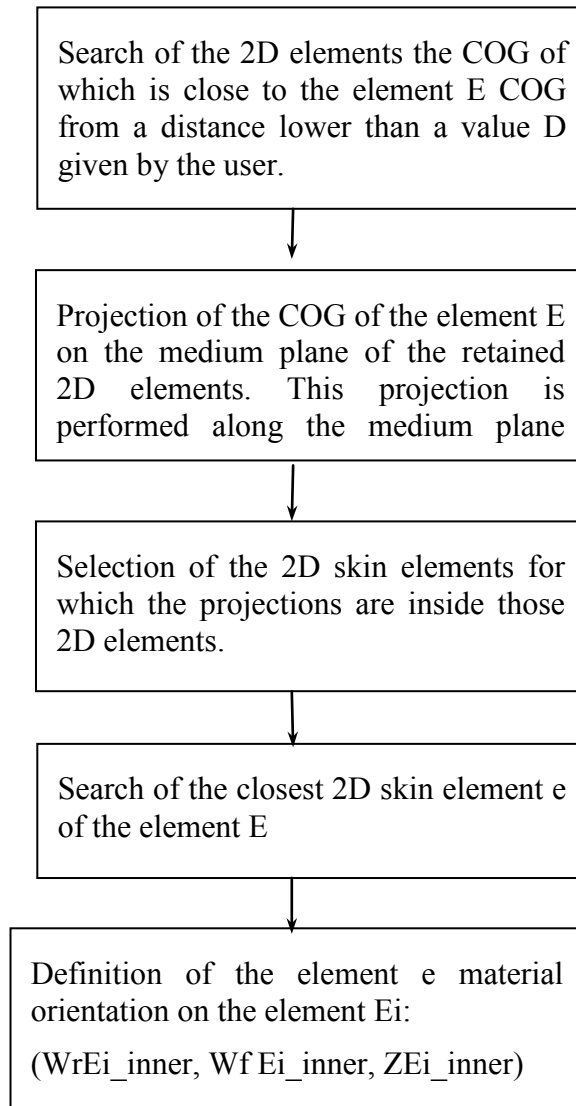 Search of the 2D elements the COG of
which is close to the element E COG
from a distance lower than a value D
given by the user.
Projection of the COG of the element E
on the medium plane of the retained
2D elements. This projection is
performed along the medium plane
Selection of the 2D skin elements for
which the projections are inside those
2D elements.
Search of the closest 2D skin element e
of the element E
Definition of the element e material
orientation on the element Ei:
(WrEi_inner, Wf Ei_inner, ZEi_inner)